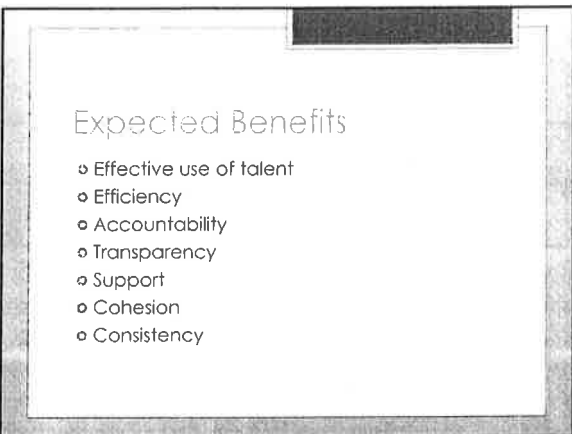 Expected Benefits
Effective use of talent
Efficiency
Accountability
Transparency
Support
Cohesion
Consistency